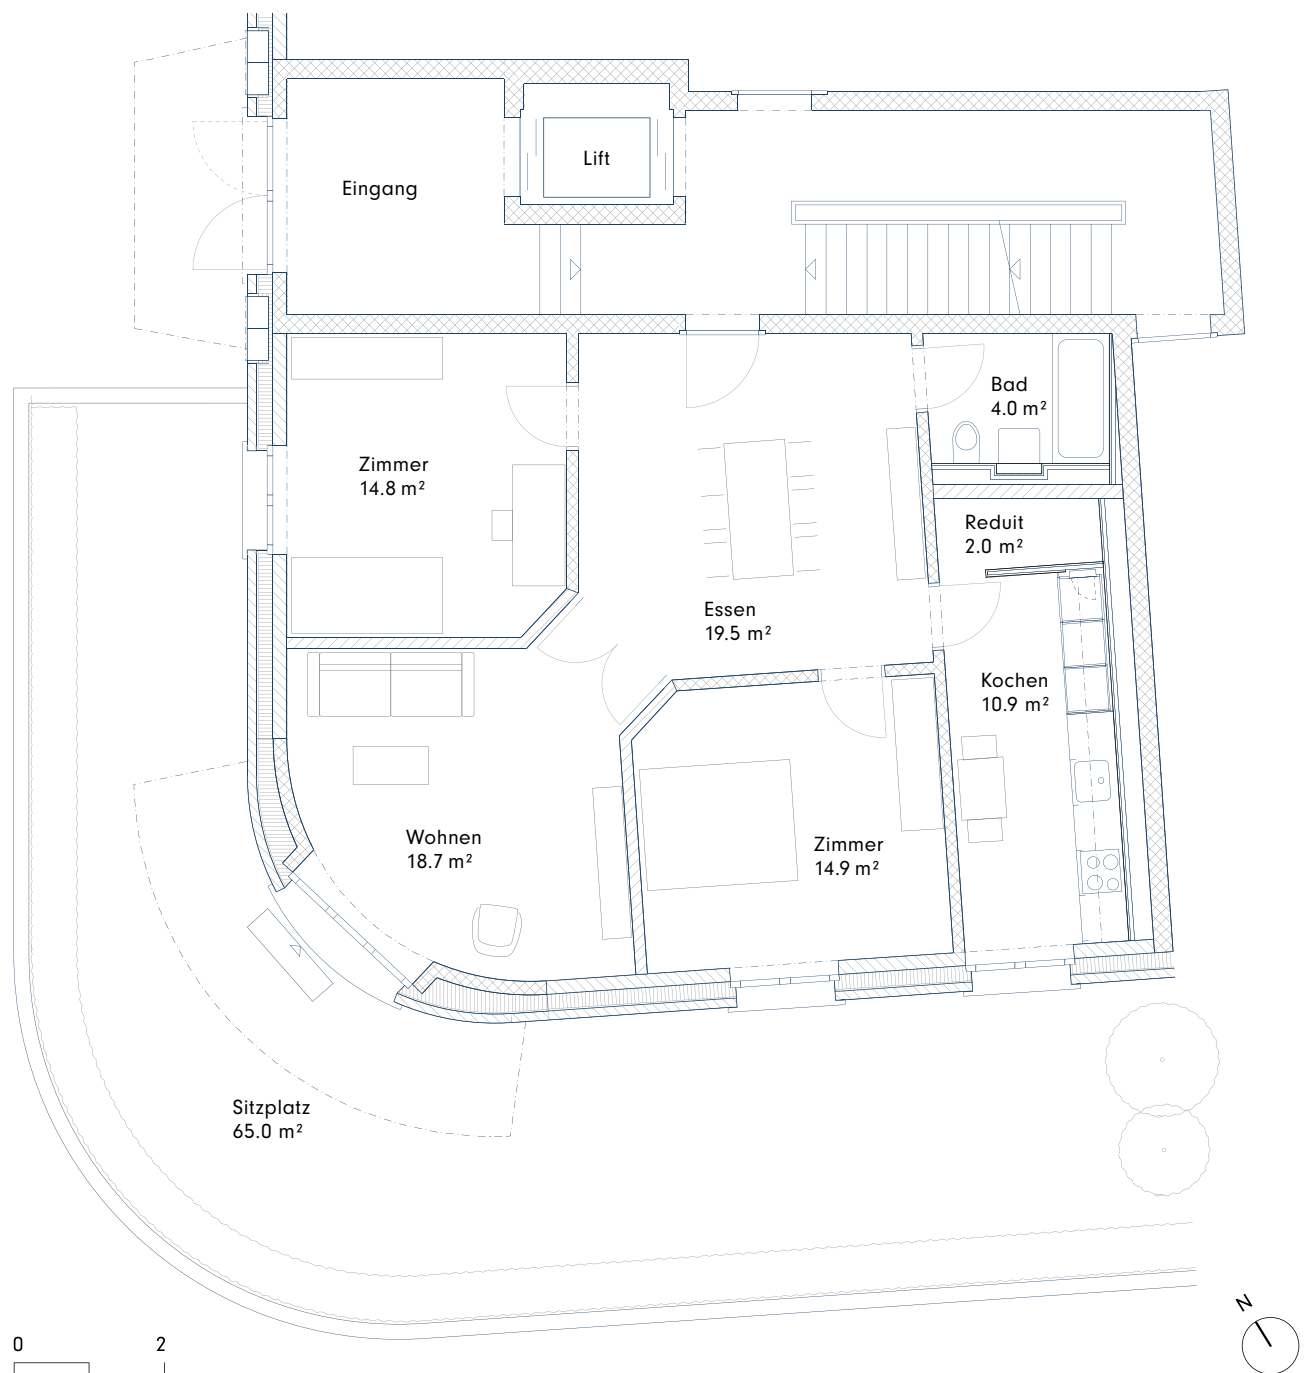 Lift
Eingang
Bad
4.0 m²
Zimmer
14.8 m²
Reduit
2.0 m²
Essen
19.5 m²
Kochen
10.9 m²
Wohnen
18.7 m²
Zimmer
14.9 m²
Sitzplatz
65.0 m²
N
0 2